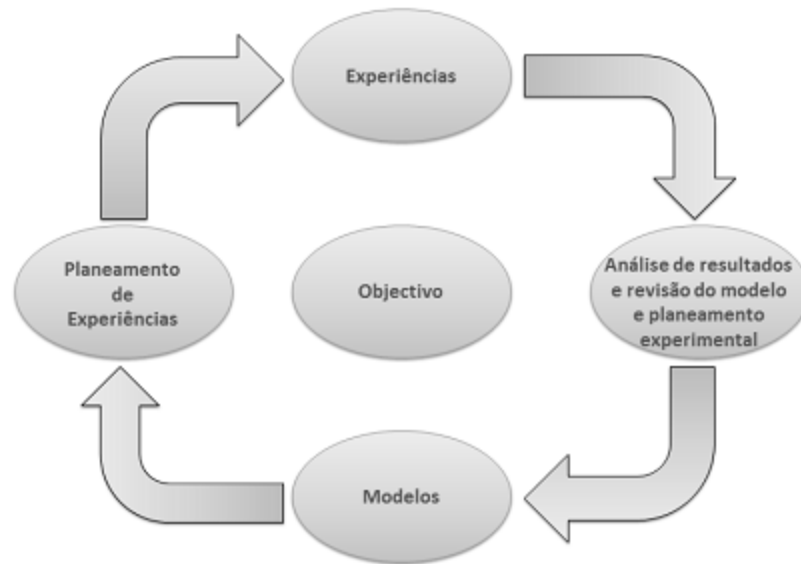 Experiências
Planeamento
de
Experiências
Objectivo
Análise de resultados
e revisão do modelo
e planeamento
experimental
Modelos